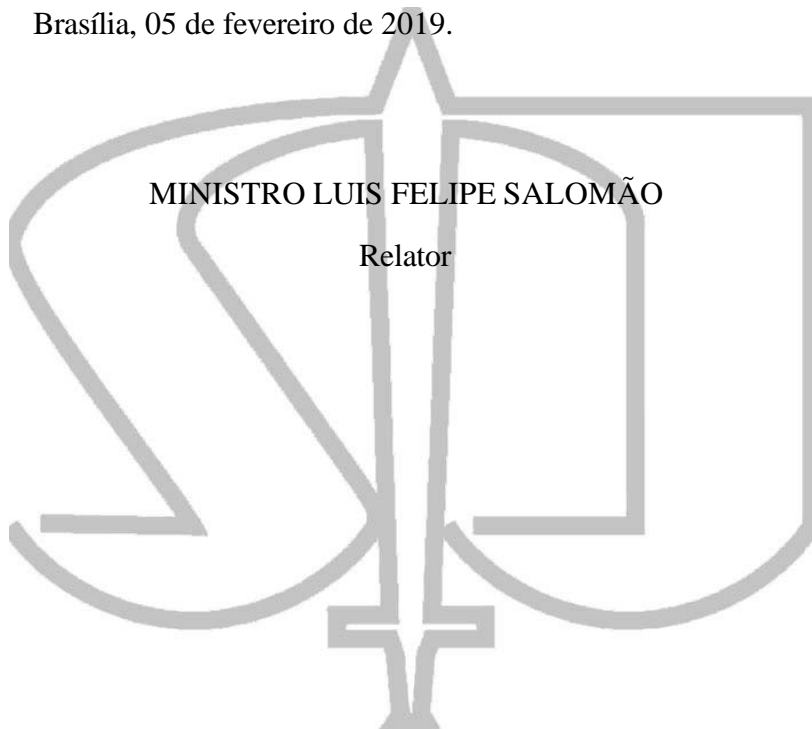 Brasília, 05 de fevereiro de 2019.
MINISTRO LUIS FELIPE SALOMÃO
Relator